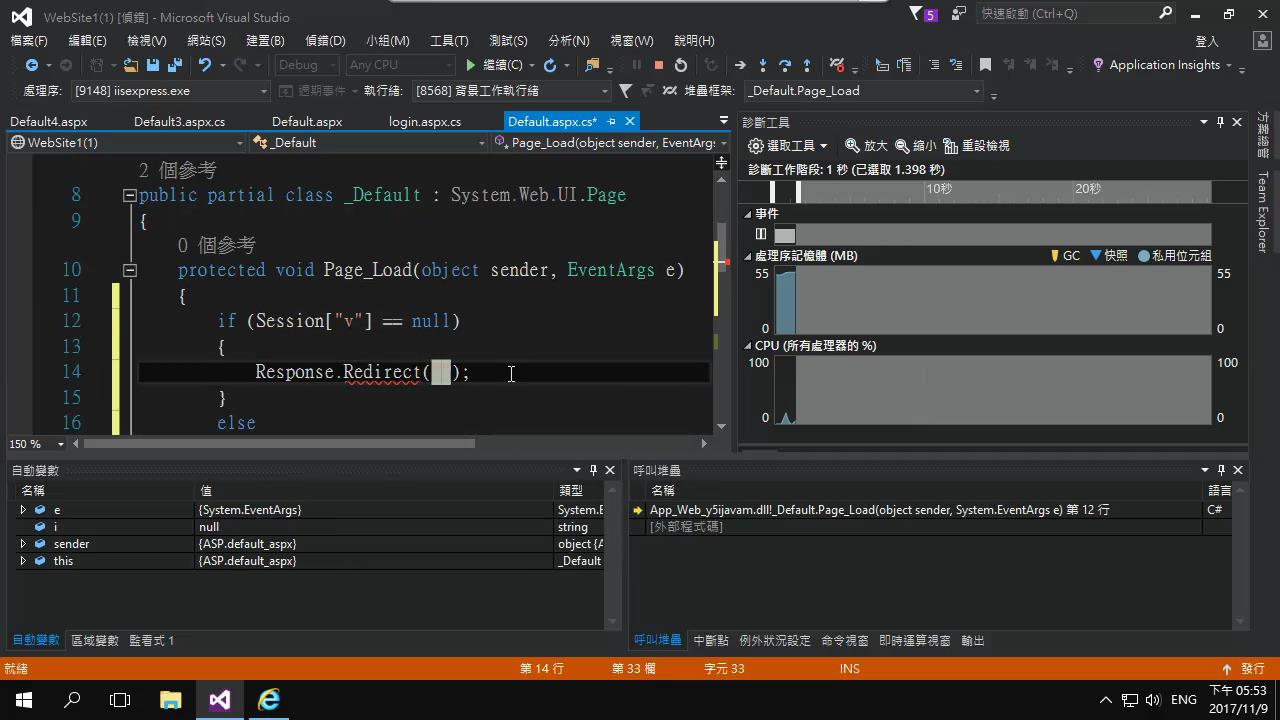 WebSite1 (1) [偵錯] - Microsoft Visual Studio
5
快速啟動 (Ctrl+Q)
檔案(F) 編輯(E) 檢視(V) 網站(S) 建置(B) 偵錯(D) 小組(M) 工具(T) 測試(S) 分析(N) 視窗(W) 說明(H) 登入
Debug Any CPU 繼續(C) Application Insights
處理序: [9148] iisexpress.exe 週期事件 執行緒: [8568] 背景工作執行緒 堆疊框架: _Default.Page_Load
Default4.aspx Default3.aspx.cs Default.aspx login.aspx.cs Default.aspx.cs*
WebSite1(1) _Default Page_Load(object sender, EventArgs
2 個參考
8 public partial class _Default : System.Web.UI.Page
9 {
0 個參考
10 protected void Page_Load(object sender, EventArgs e)
11 {
12 if (Session["v"] == null)
13 {
14 Response.Redirect("");
15 }
16 else
150 %
診斷工具
選取工具 放大 縮小 重設檢視
診斷工作階段: 1 秒 (已選取 1.398 秒)
10秒 20秒
事件
處理序記憶體 (MB) GC 快照 私用位元組
55 55
0 0
CPU (所有處理器的 %)
100 100
0 0
方案總管
Team Explorer
自動變數
名稱 值 類型
e {System.EventArgs} System.E
i null string
sender {ASP.default_aspx} object {A
this {ASP.default_aspx} _Default
自動變數 區域變數 監看式 1
呼叫堆疊
名稱 語言
App_Web_y5ijavam.dll!_Default.Page_Load(object sender, System.EventArgs e) 第 12 行 C#
[外部程式碼]
呼叫堆疊 中斷點 例外狀況設定 命令視窗 即時運算視窗 輸出
就緒 第 14 行 第 33 欄 字元 33 INS 發行
ENG
下午 05:53
2017/11/9